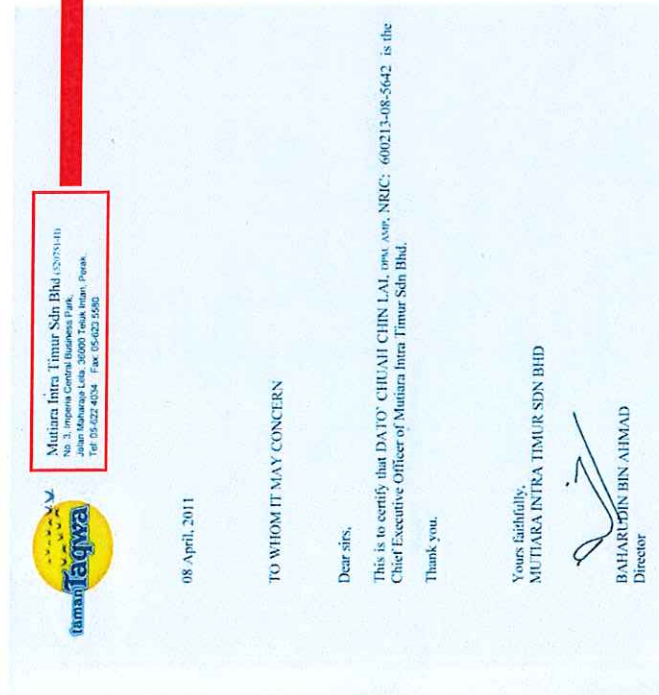 taman Taqwa
Mutiara Intra Timur Sdn Bhd (520751-H)
No. 3, Imperia Central Business Park,
Jalan Maharaja Lela, 36000 Teluk Intan, Perak.
Tel: 05-622 4034 Fax: 05-623 5580
08 April, 2011
TO WHOM IT MAY CONCERN
Dear sirs,
This is to certify that DATO` CHUAH CHIN LAI, DPM, AMP, NRIC: 600213-08-5642 is the
Chief Executive Officer of Mutiara Intra Timur Sdn Bhd.
Thank you.
Yours faithfully,
MUTIARA INTRA TIMUR SDN BHD
BAHARUDIN BIN AHMAD
Director